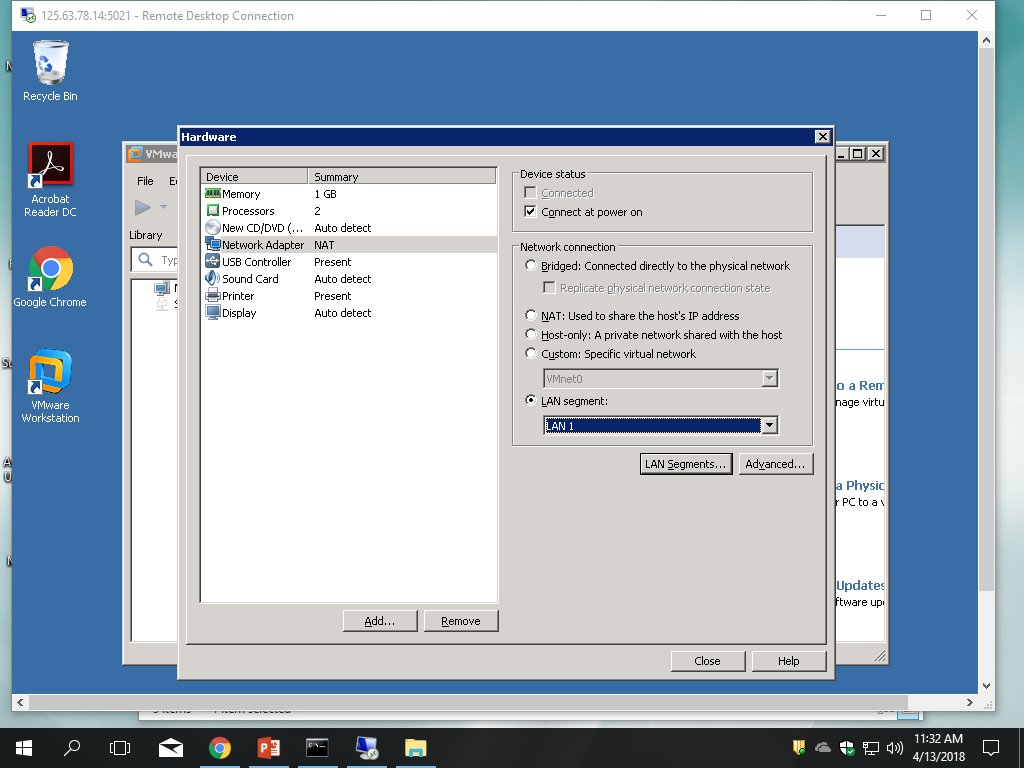 125.63.78.14:5021 - Remote Desktop Connection
Recycle Bin
Acrobat
Reader DC
Google Chrome
VMware
Workstation
VMwa
File
Library
Hardware
Device Summary
Memory 1 GB
Processors 2
New CD/DVD (... Auto detect
Network Adapter NAT
USB Controller Present
Sound Card Auto detect
Printer Present
Display Auto detect
Add...
Remove
Device status
Connected
Connect at power on
Network connection
Bridged: Connected directly to the physical network
Replicate physical network connection state
NAT: Used to share the host's IP address
Host-only: A private network shared with the host
Custom: Specific virtual network
VMnet0
LAN segment:
LAN 1
LAN Segments...
Advanced...
Close
Help
o a Rem
nage virtu
a Physic
r PC to a v
Updates
ftware upd
11:32 AM
4/13/2018